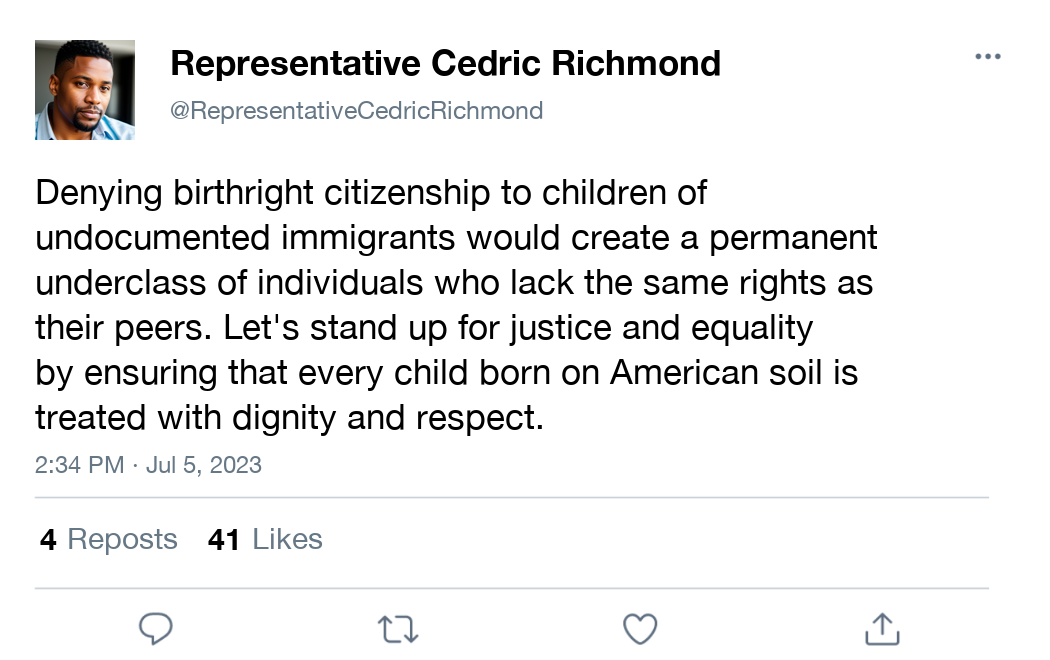 Representative Cedric Richmond
@RepresentativeCedricRichmond
Denying birthright citizenship to children of
undocumented immigrants would create a permanent
underclass of individuals who lack the same rights as
their peers. Let's stand up for justice and equality
by ensuring that every child born on American soil is
treated with dignity and respect.
2:34 PM · Jul 5, 2023
4 Reposts 41 Likes